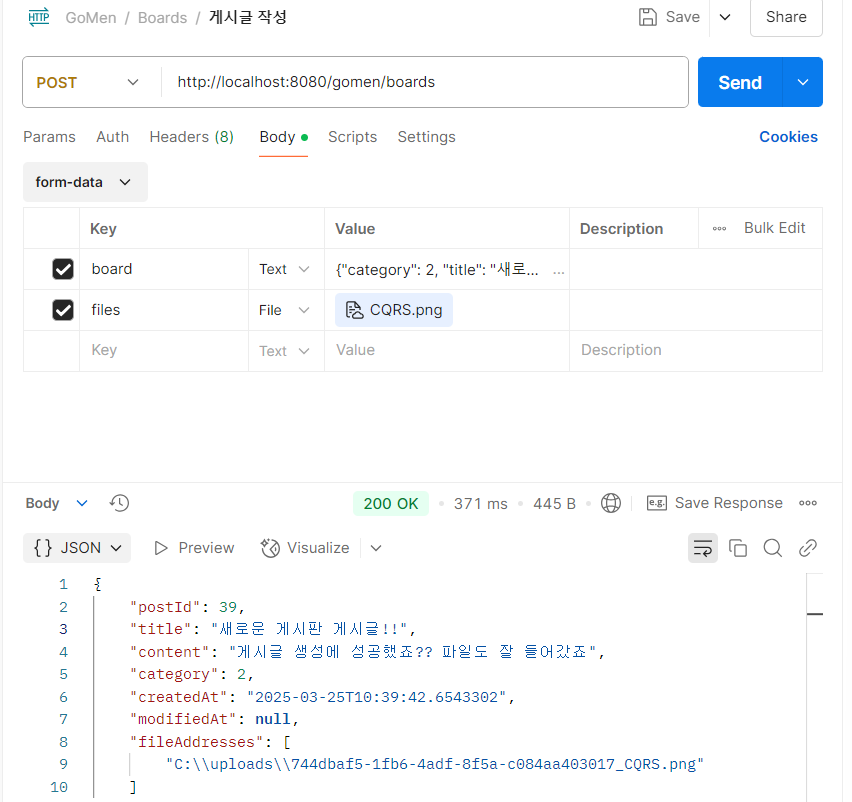 HTTP GoMen / Boards / 게시글 작성 Save Share
POST http://localhost:8080/gomen/boards Send
Params Auth Headers (8) Body Scripts Settings Cookies
form-data
Key Value Description ooo Bulk Edit
board Text {"category": 2, "title": "새로... ...
files File CQRS.png
Key Text Value Description
Body 200 OK • 371 ms • 445 B • e.g. Save Response ooo
{} JSON Preview Visualize
1 {
2 "postId": 39,
3 "title": "새로운 게시판 게시글!!",
4 "content": "게시글 생성에 성공했죠?? 파일도 잘 들어갔죠",
5 "category": 2,
6 "createdAt": "2025-03-25T10:39:42.6543302",
7 "modifiedAt": null,
8 "fileAddresses": [
9 "C:\\uploads\\744dbaf5-1fb6-4adf-8f5a-c084aa403017_CQRS.png"
10 ]